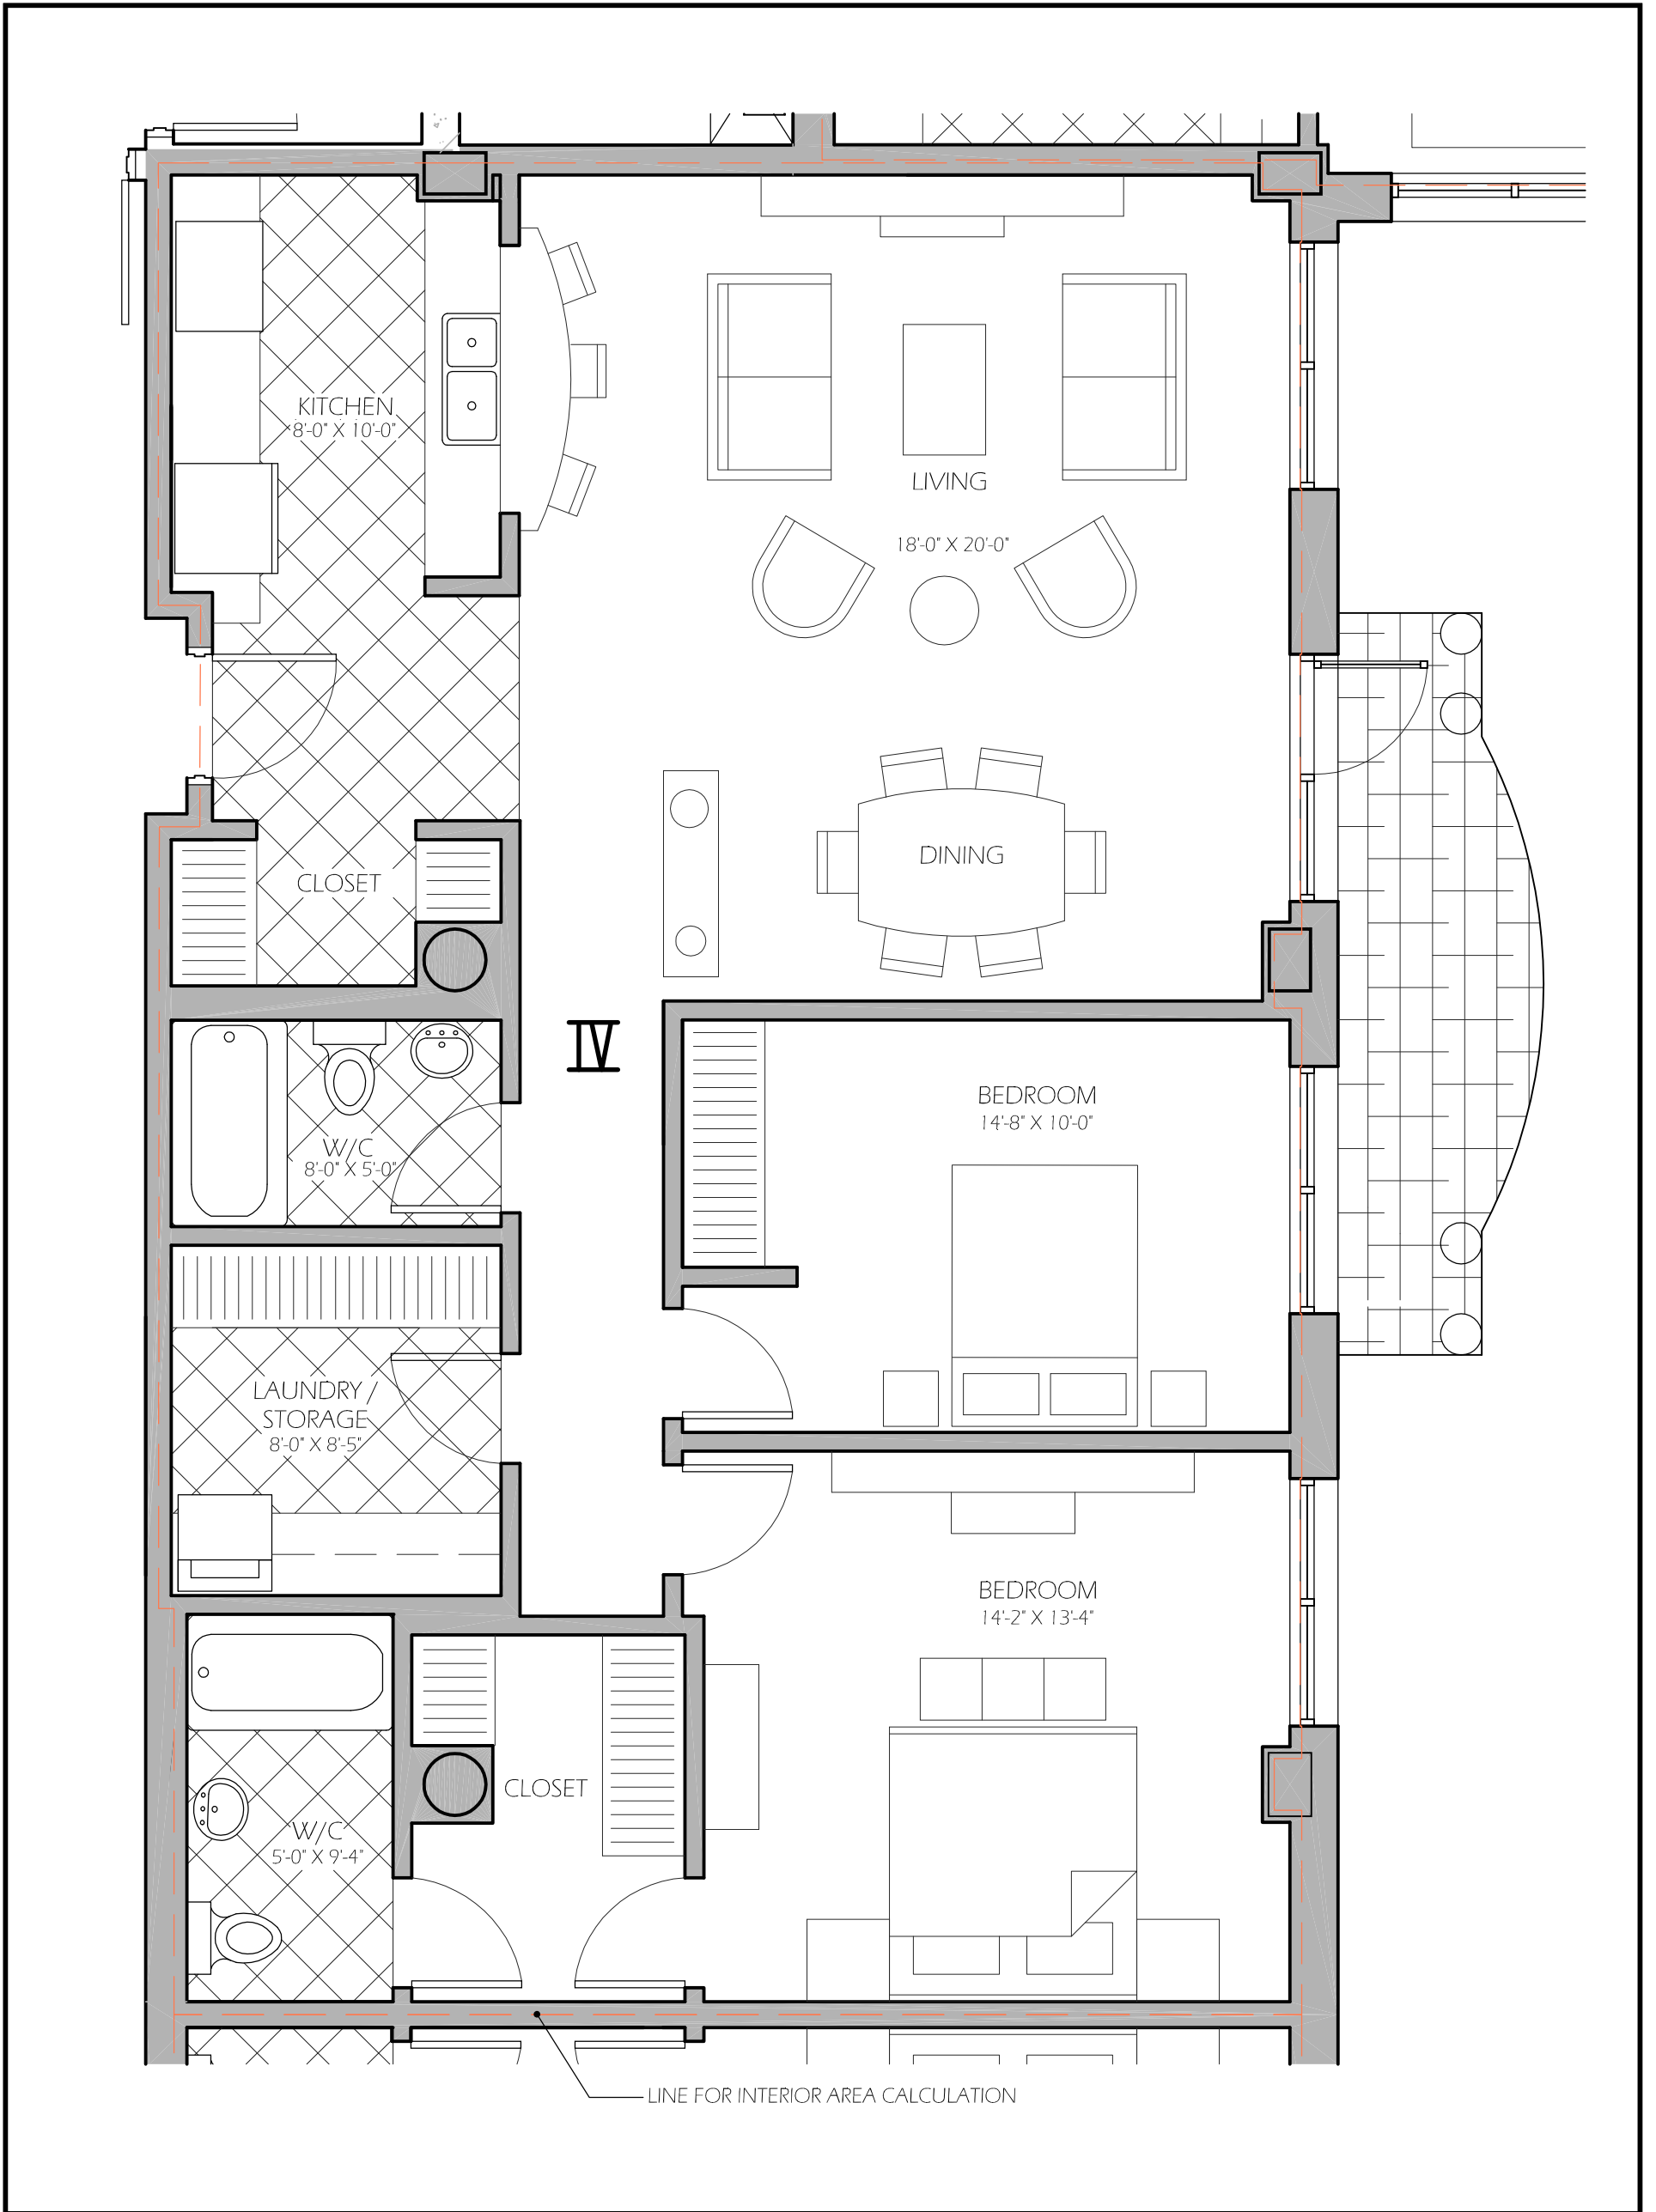 KITCHEN
8'-0" X 10'-0"
LIVING
18'-0" X 20'-0"
DINING
CLOSET
IV
BEDROOM
14'-8" X 10'-0"
W/C
8'-0" X 5'-0"
LAUNDRY /
STORAGE
8'-0" X 8'-5"
BEDROOM
14'-2" X 13'-4"
CLOSET
W/C
5'-0" X 9'-4"
LINE FOR INTERIOR AREA CALCULATION